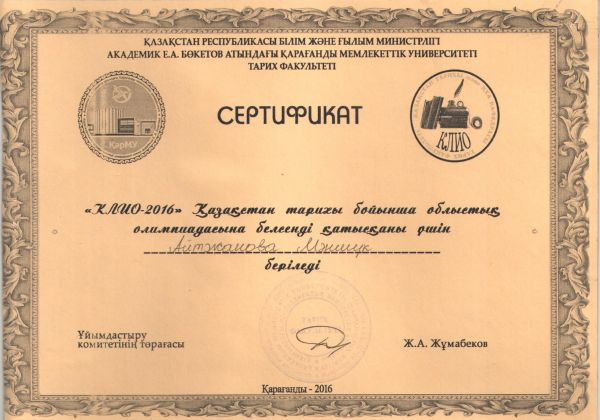 ҚАЗАҚСТАН РЕСПУБЛИКАСЫ БІЛІМ ЖӘНЕ ҒЫЛЫМ МИНИСТРЛІГІ
АКАДЕМИК Е.А. БӨКЕТОВ АТЫНДАҒЫ ҚАРАҒАНДЫ МЕМЛЕКЕТТІК УНИВЕРСИТЕТІ
ТАРИХ ФАКУЛЬТЕТІ
СЕРТИФИКАТ
ҚарМУ
КЛИО
«КЛИО-2016» Қазақстан тарихы бойынша облыстық
олимпиадасына белсенді қатысқаны үшін
Айтжанова
беріледі
Ұйымдастыру
комитетінің төрағасы
Ж.А. Жұмабеков
Қарағанды - 2016